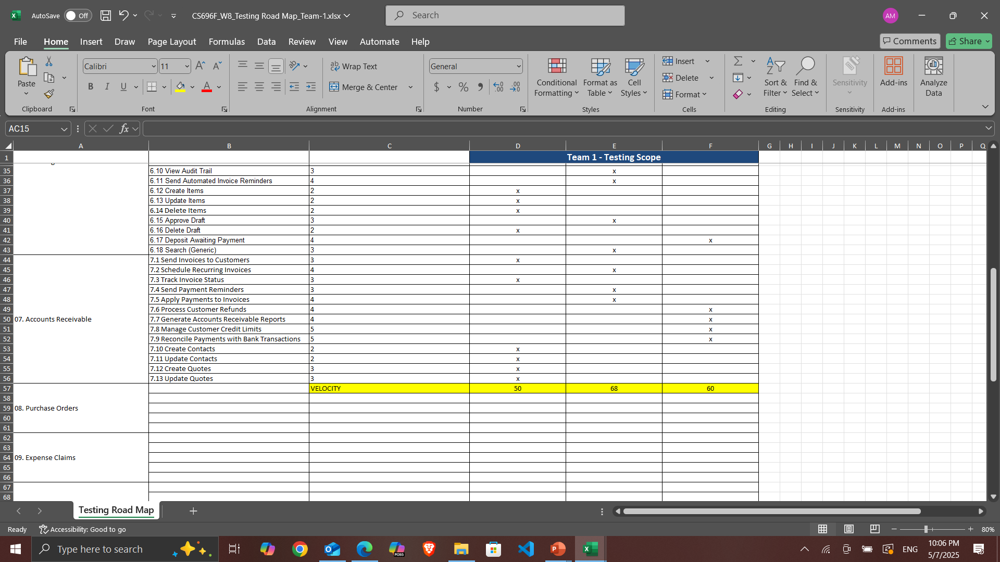 AutoSave Off CS696F_W8_Testing Road Map_Team-1.xlsx Search AM
File Home Insert Draw Page Layout Formulas Data Review View Automate Help Comments Share
Paste Calibri 11 Wrap Text General Conditional Formatting Format as Table Cell Styles Insert Delete Format Sort & Filter Find & Select Sensitivity Add-ins Analyze Data
B I U A Merge & Center $ % 9
Clipboard Font Alignment Number Styles Cells Editing Sensitivity Add-ins
AC15 fx
A B C D E F G H I J K L M N O P Q
1 Team 1 - Testing Scope
35 6.10 View Audit Trail 3 x
36 6.11 Send Automated Invoice Reminders 4 x
37 6.12 Create Items 2 x
38 6.13 Update Items 2 x
39 6.14 Delete Items 2 x
40 6.15 Approve Draft 3 x
41 6.16 Delete Draft 2 x
42 6.17 Deposit Awaiting Payment 4 x
43 6.18 Search (Generic) 3 x
44 7.1 Send Invoices to Customers 3 x
45 7.2 Schedule Recurring Invoices 4 x
46 7.3 Track Invoice Status 3 x
47 7.4 Send Payment Reminders 3 x
48 7.5 Apply Payments to Invoices 4 x
49 7.6 Process Customer Refunds 4 x
50 07. Accounts Receivable 7.7 Generate Accounts Receivable Reports 4 x
51 7.8 Manage Customer Credit Limits 5 x
52 7.9 Reconcile Payments with Bank Transactions 5 x
53 7.10 Create Contacts 2 x
54 7.11 Update Contacts 2 x
55 7.12 Create Quotes 3 x
56 7.13 Update Quotes 3 x
57 VELOCITY 50 68 60
58
59 08. Purchase Orders
60
61
62
63
64 09. Expense Claims
65
66
67
68
Testing Road Map
Ready Accessibility: Good to go 80%
Type here to search M365 ENG 10:06 PM
5/7/2025